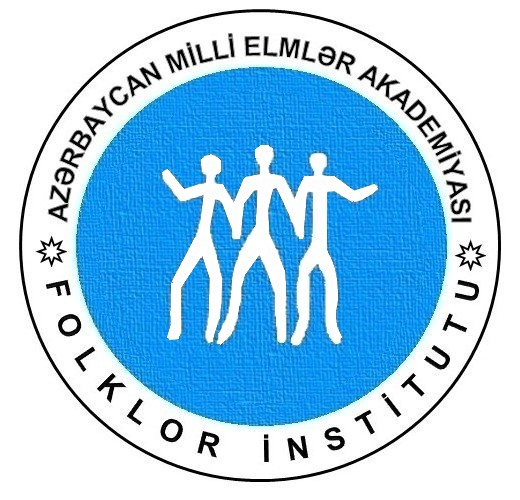 AZƏRBAYCAN MİLLİ ELMLƏR AKADEMİYASI
FOLKLOR İNSTİTUTU